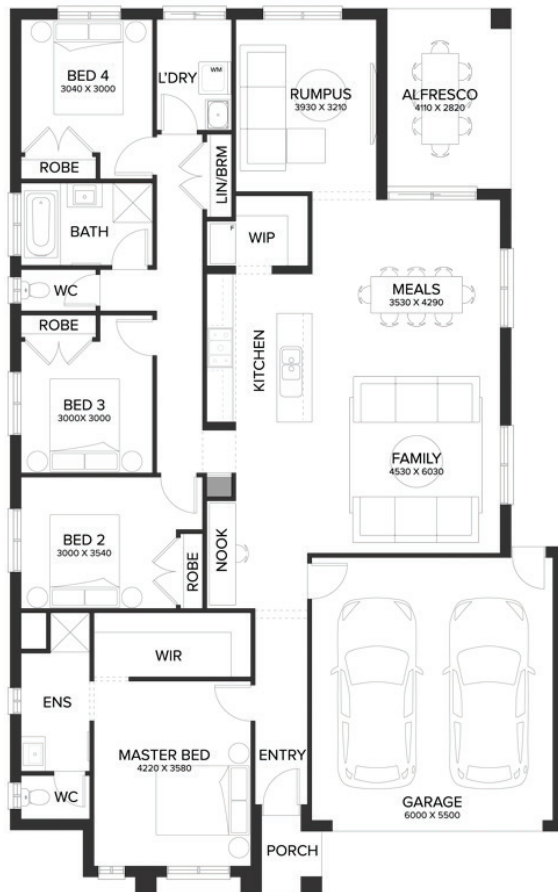 BED 4
3040 X 3000
L'DRY
WM
RUMPUS
3930 X 3210
ALFRESCO
4110 X 2820
ROBE
LIN/BRM
BATH
F
WIP
WC
MEALS
3530 X 4290
ROBE
KITCHEN
BED 3
3000X 3000
FAMILY
4530 X 6030
BED 2
3000 X 3540
ROBE
NOOK
WIR
ENS
MASTER BED
4220 X 3580
ENTRY
WC
GARAGE
6000 X 5500
PORCH